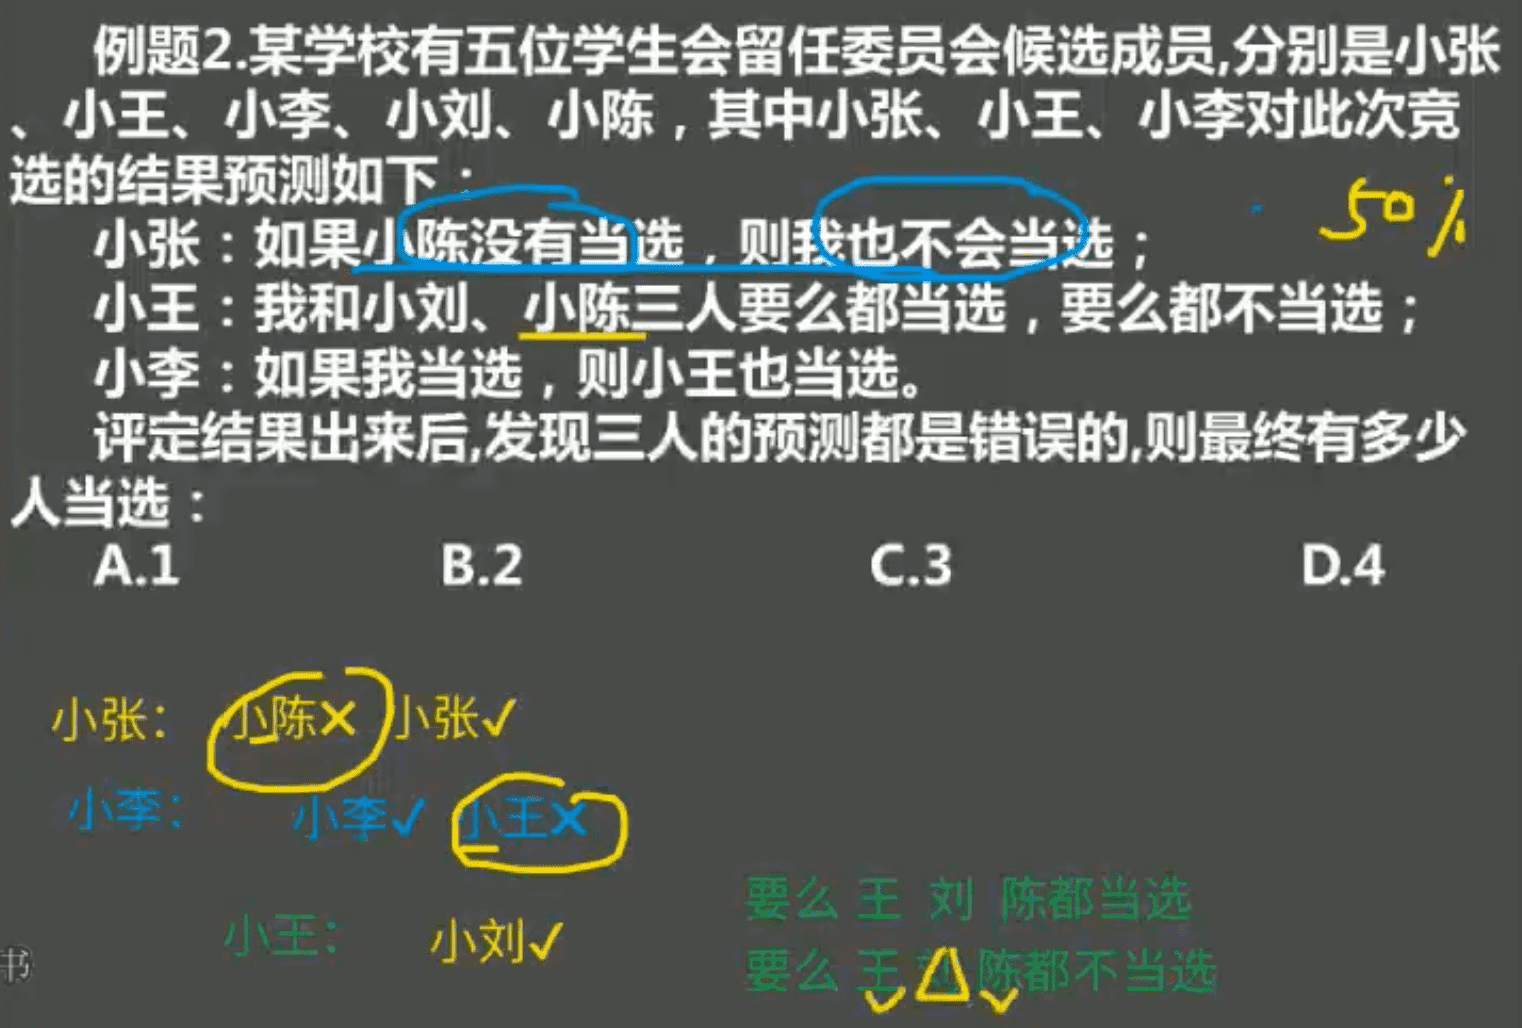 例题2.某学校有五位学生会留任委员会候选成员,分别是小张
、小王、小李、小刘、小陈，其中小张、小王、小李对此次竞
选的结果预测如下：
50%
小张：如果小陈没有当选，则我也不会当选；
小王：我和小刘、小陈三人要么都当选，要么都不当选；
小李：如果我当选，则小王也当选。
评定结果出来后,发现三人的预测都是错误的,则最终有多少
人当选：
A.1 B.2 C.3 D.4
小张： 小陈× 小张✓
小李： 小李✓ 小王×
要么 王 刘 陈都当选
小王： 小刘✓
要么 王 刘 陈都不当选
书